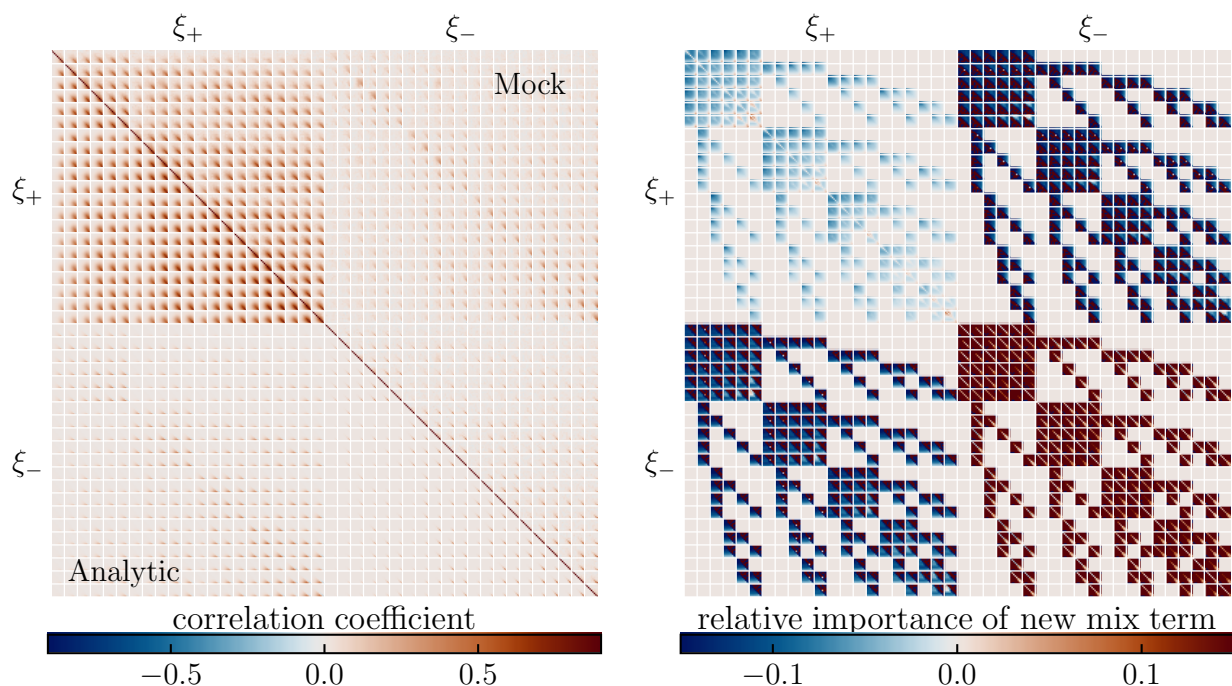 ξ+ ξ−
Mock
ξ+
ξ−
Analytic
correlation coefficient
−0.5 0.0 0.5
ξ+ ξ−
ξ+
ξ−
relative importance of new mix term
−0.1 0.0 0.1